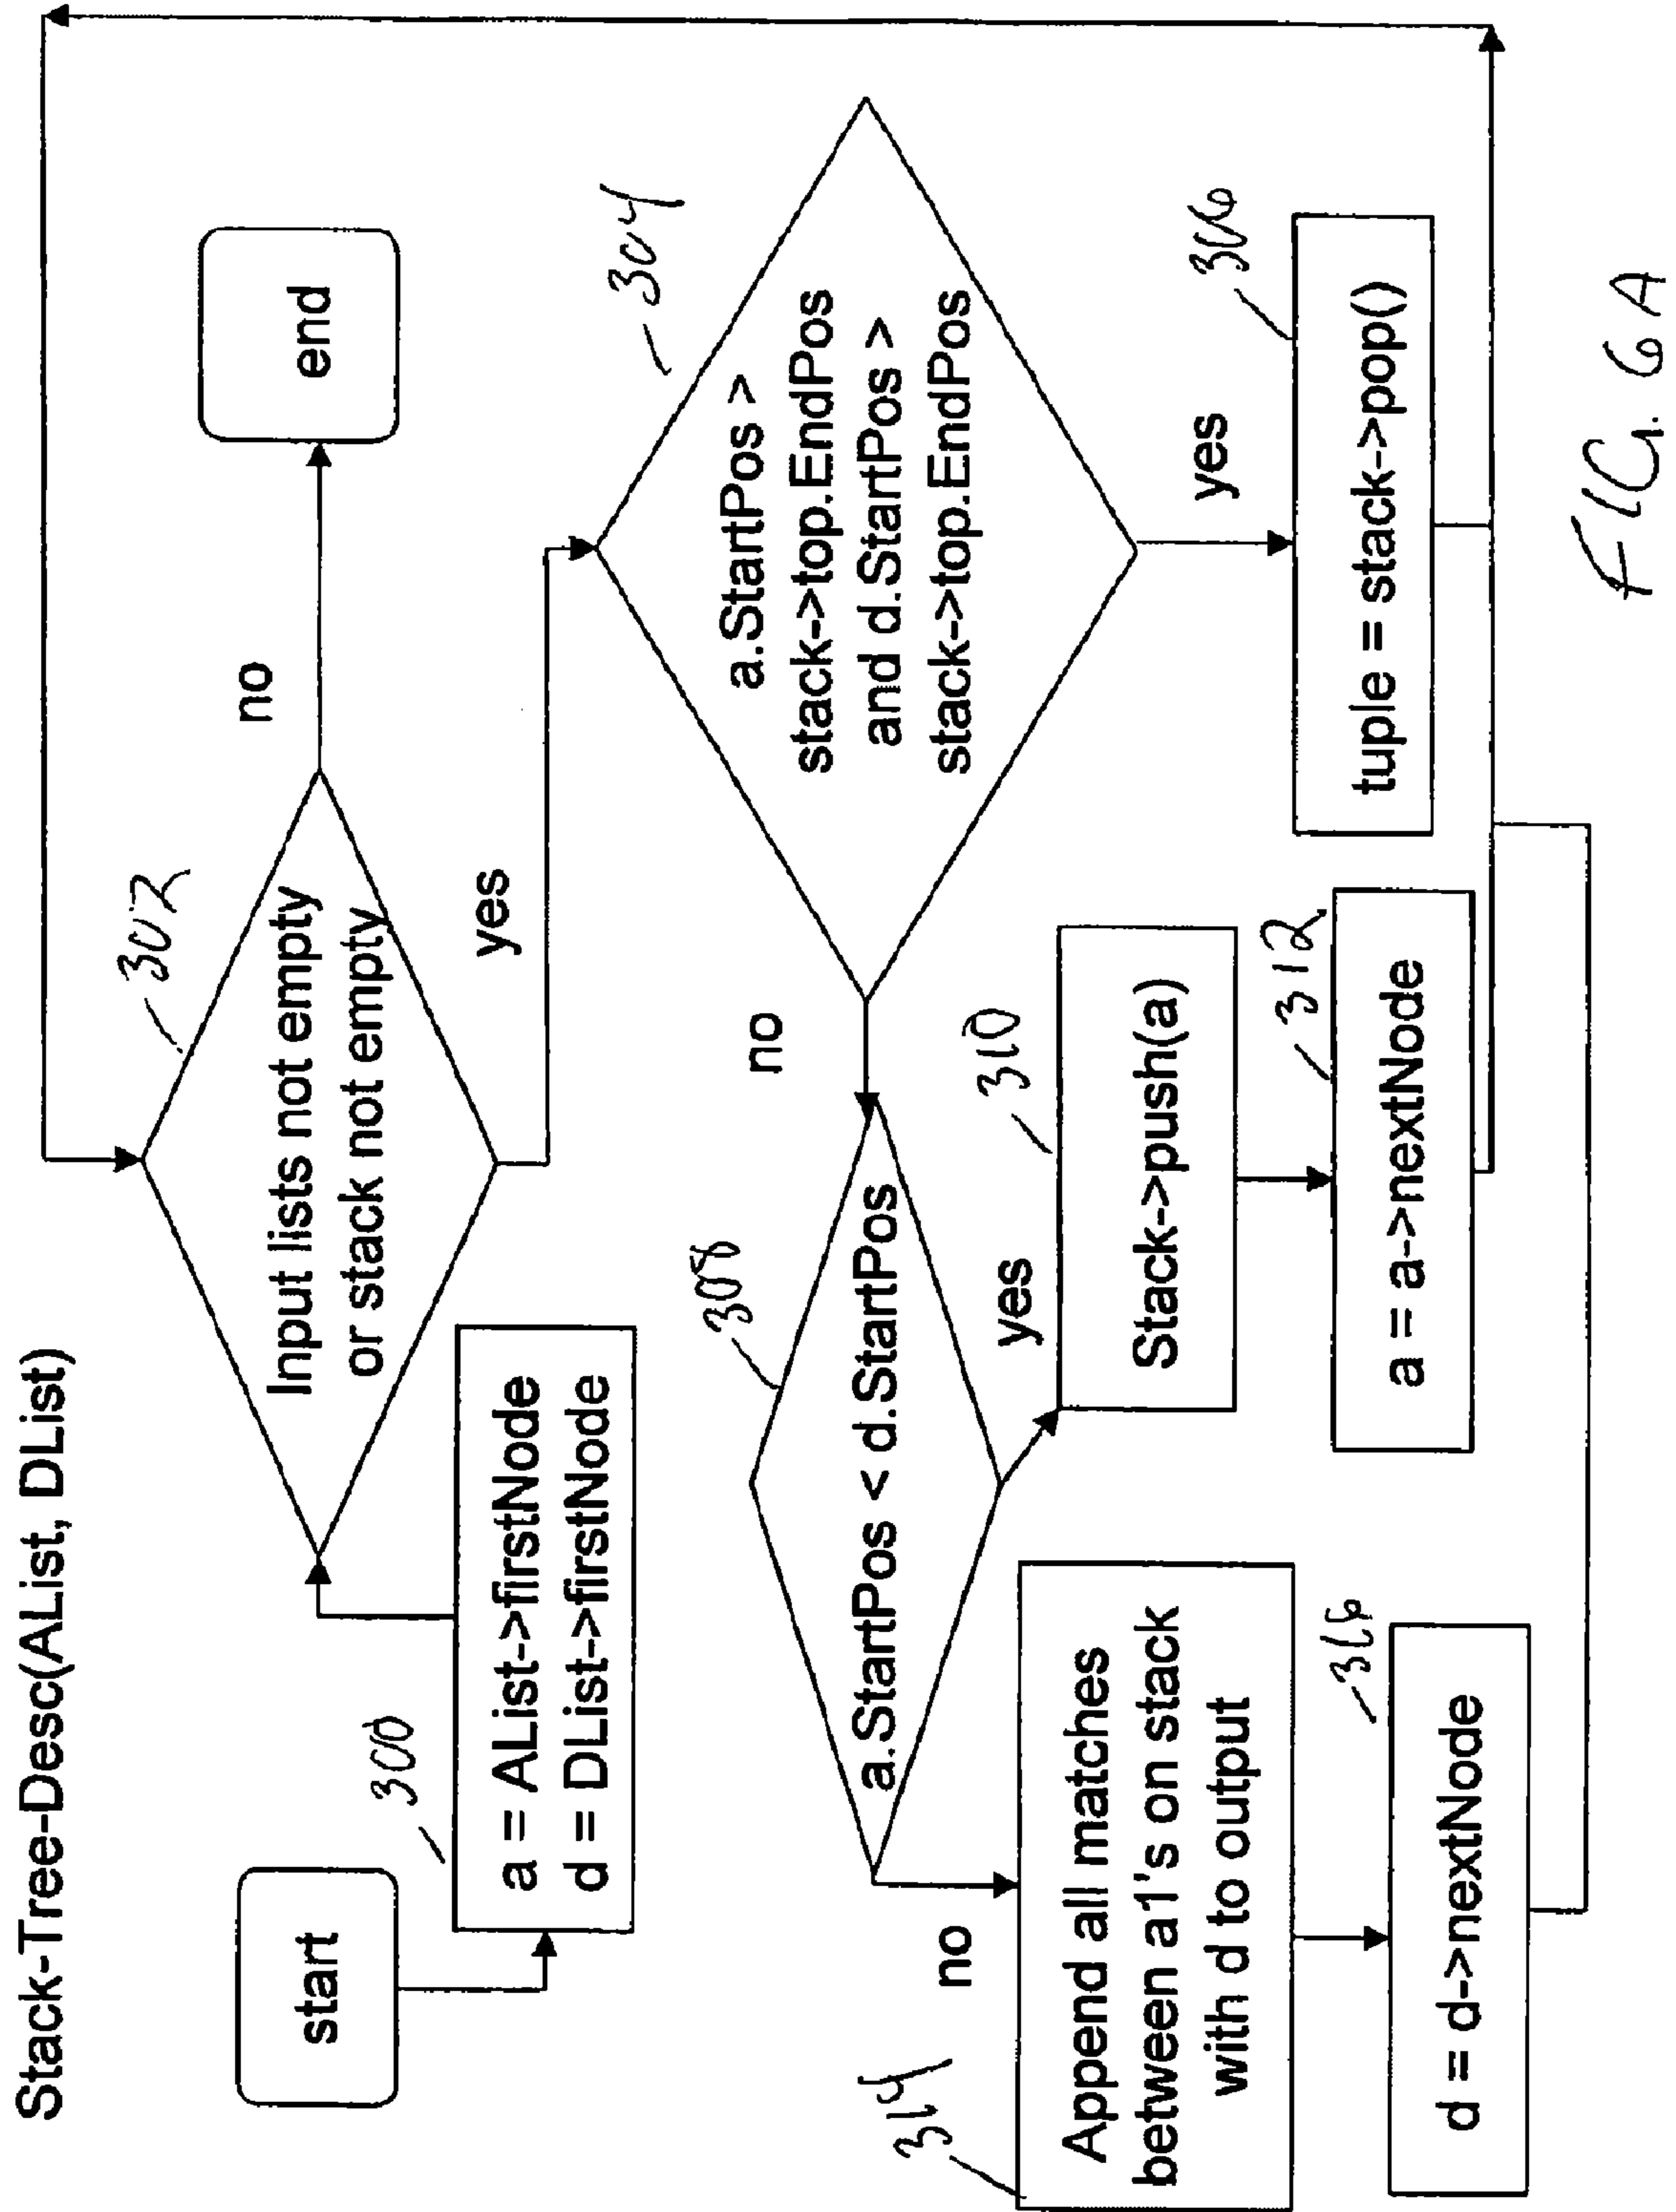 Stack-Tree-Desc(AList, DList)
start
300
a = AList->firstNode
d = DList->firstNode
302
Input lists not empty
or stack not empty
no
end
yes
304
a.StartPos >
stack->top.EndPos
and d.StartPos >
stack->top.EndPos
yes
306
tuple = stack->pop()
no
308
a.StartPos < d.StartPos
yes
310
Stack->push(a)
312
a = a->nextNode
no
314
Append all matches
between a1's on stack
with d to output
316
d = d->nextNode
FIG. 6A